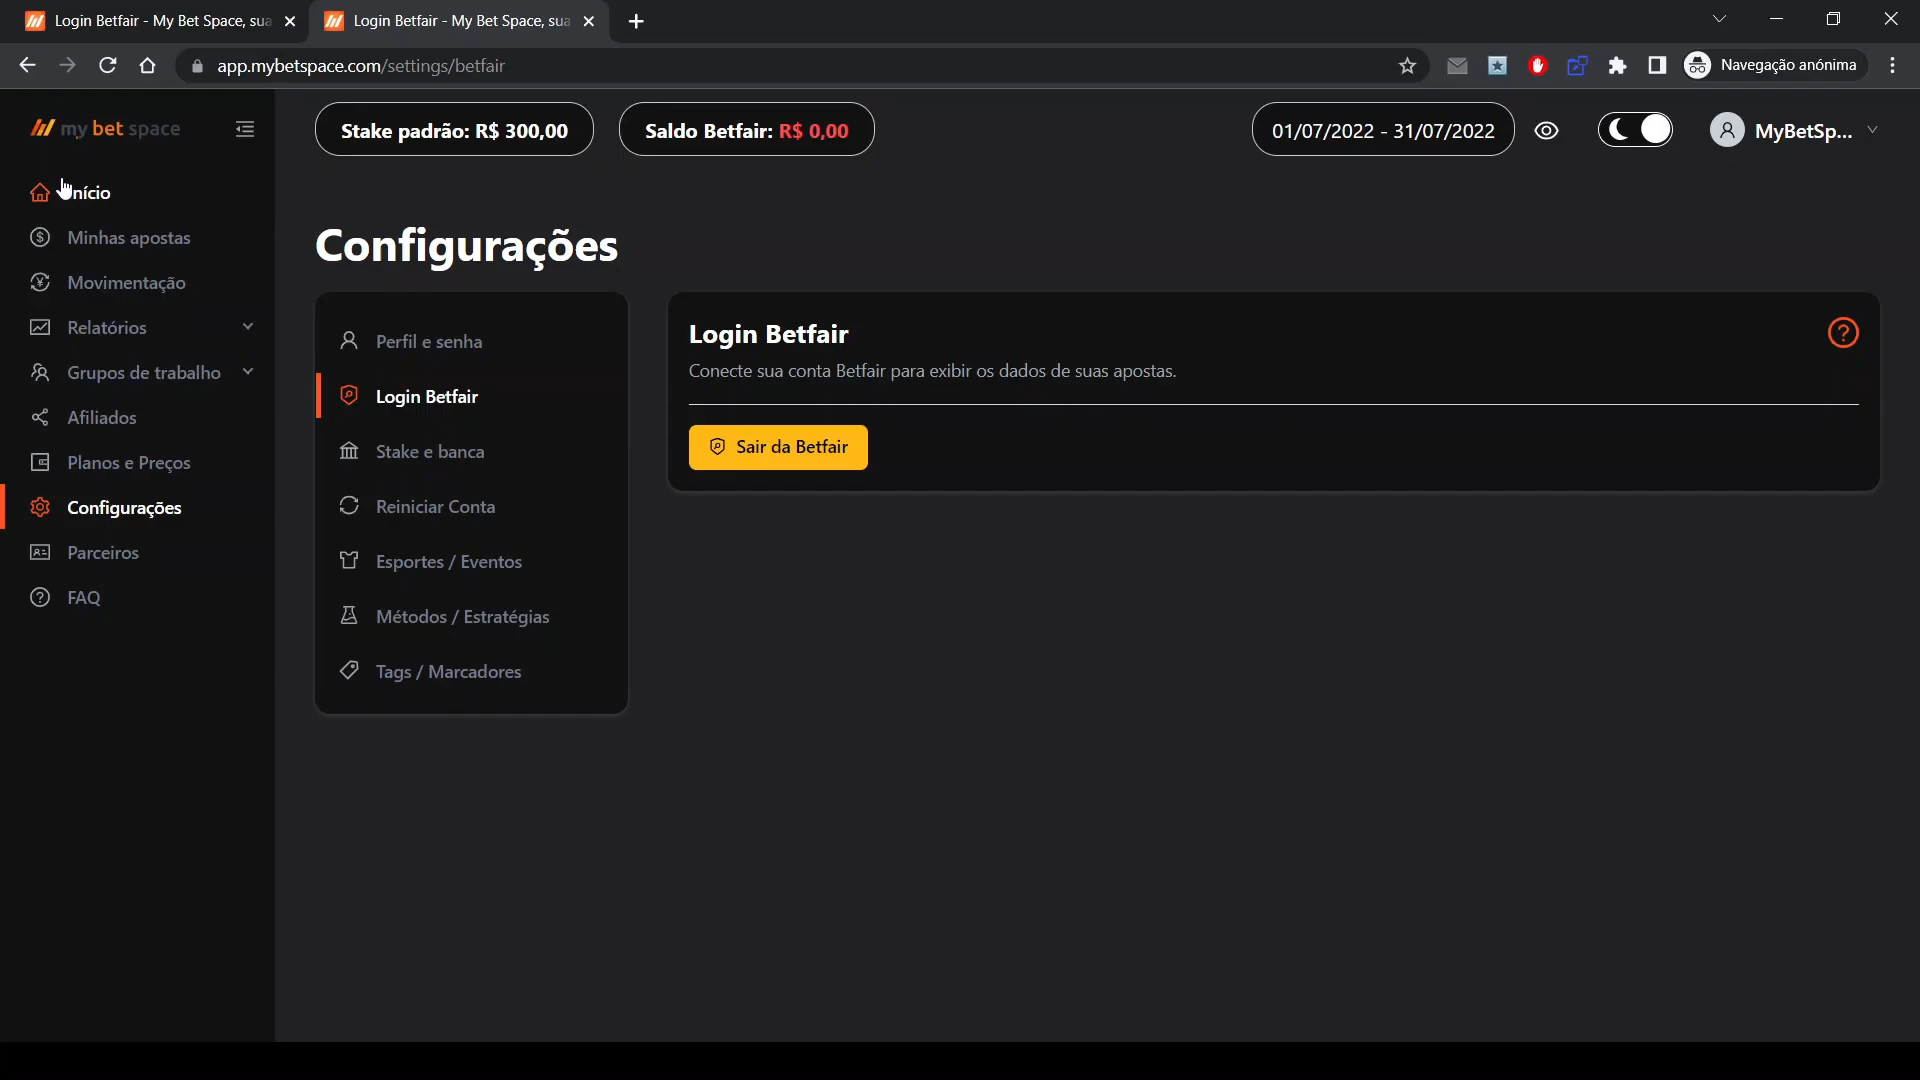 Login Betfair - My Bet Space, sua
Login Betfair - My Bet Space, sua
app.mybetspace.com/settings/betfair
Navegação anónima
my bet space
Stake padrão: R$ 300,00
Saldo Betfair: R$ 0,00
01/07/2022 - 31/07/2022
MyBetSp...
Início
Minhas apostas
Movimentação
Relatórios
Grupos de trabalho
Afiliados
Planos e Preços
Configurações
Parceiros
FAQ
Configurações
Perfil e senha
Login Betfair
Stake e banca
Reiniciar Conta
Esportes / Eventos
Métodos / Estratégias
Tags / Marcadores
Login Betfair
Conecte sua conta Betfair para exibir os dados de suas apostas.
Sair da Betfair